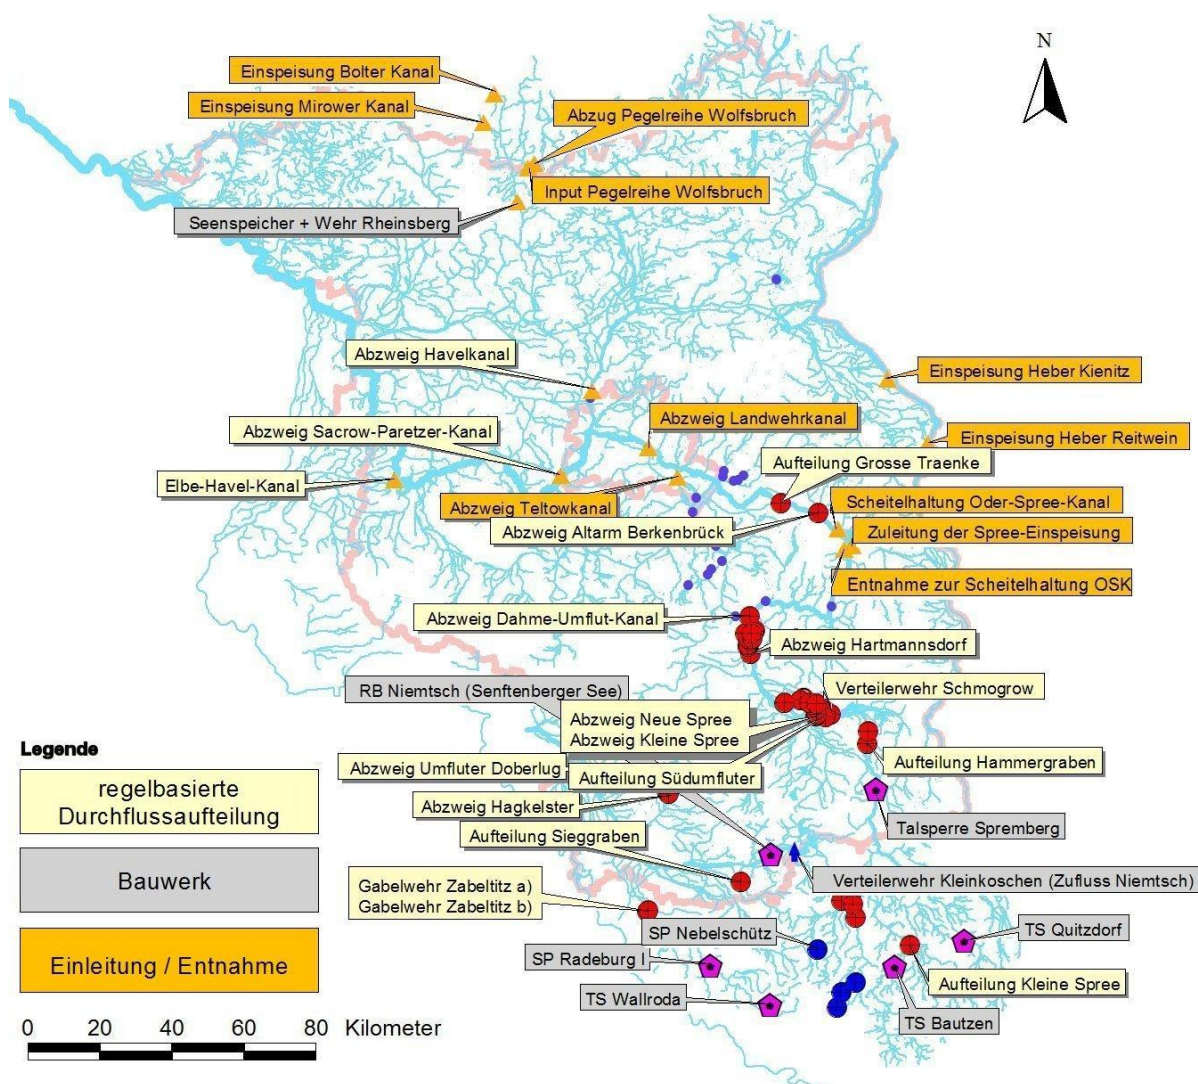 N
Einspeisung Bolter Kanal
Einspeisung Mirower Kanal
Abzug Pegelreihe Wolfsbruch
Input Pegelreihe Wolfsbruch
Seenspeicher + Wehr Rheinsberg
Abzweig Havelkanal
Einspeisung Heber Kienitz
Abzweig Landwehrkanal
Abzweig Sacrow-Paretzer-Kanal
Einspeisung Heber Reitwein
Aufteilung Grosse Traenke
Elbe-Havel-Kanal
Abzweig Teltowkanal
Scheitelhaltung Oder-Spree-Kanal
Abzweig Altarm Berkenbrück
Zuleitung der Spree-Einspeisung
Entnahme zur Scheitelhaltung OSK
Abzweig Dahme-Umflut-Kanal
Abzweig Hartmannsdorf
RB Niemtsch (Senftenberger See)
Verteilerwehr Schmogrow
Abzweig Neue Spree
Abzweig Kleine Spree
Abzweig Umfluter Doberlug
Aufteilung Südumfluter
Aufteilung Hammergraben
Abzweig Hagkelster
Talsperre Spremberg
Aufteilung Sieggraben
Verteilerwehr Kleinkoschen (Zufluss Niemtsch)
Gabelwehr Zabeltitz a)
Gabelwehr Zabeltitz b)
SP Nebelschütz
TS Quitzdorf
SP Radeburg I
Aufteilung Kleine Spree
TS Wallroda
TS Bautzen
Legende
regelbasierte
Durchflussaufteilung
Bauwerk
Einleitung / Entnahme
0 20 40 60 80 Kilometer